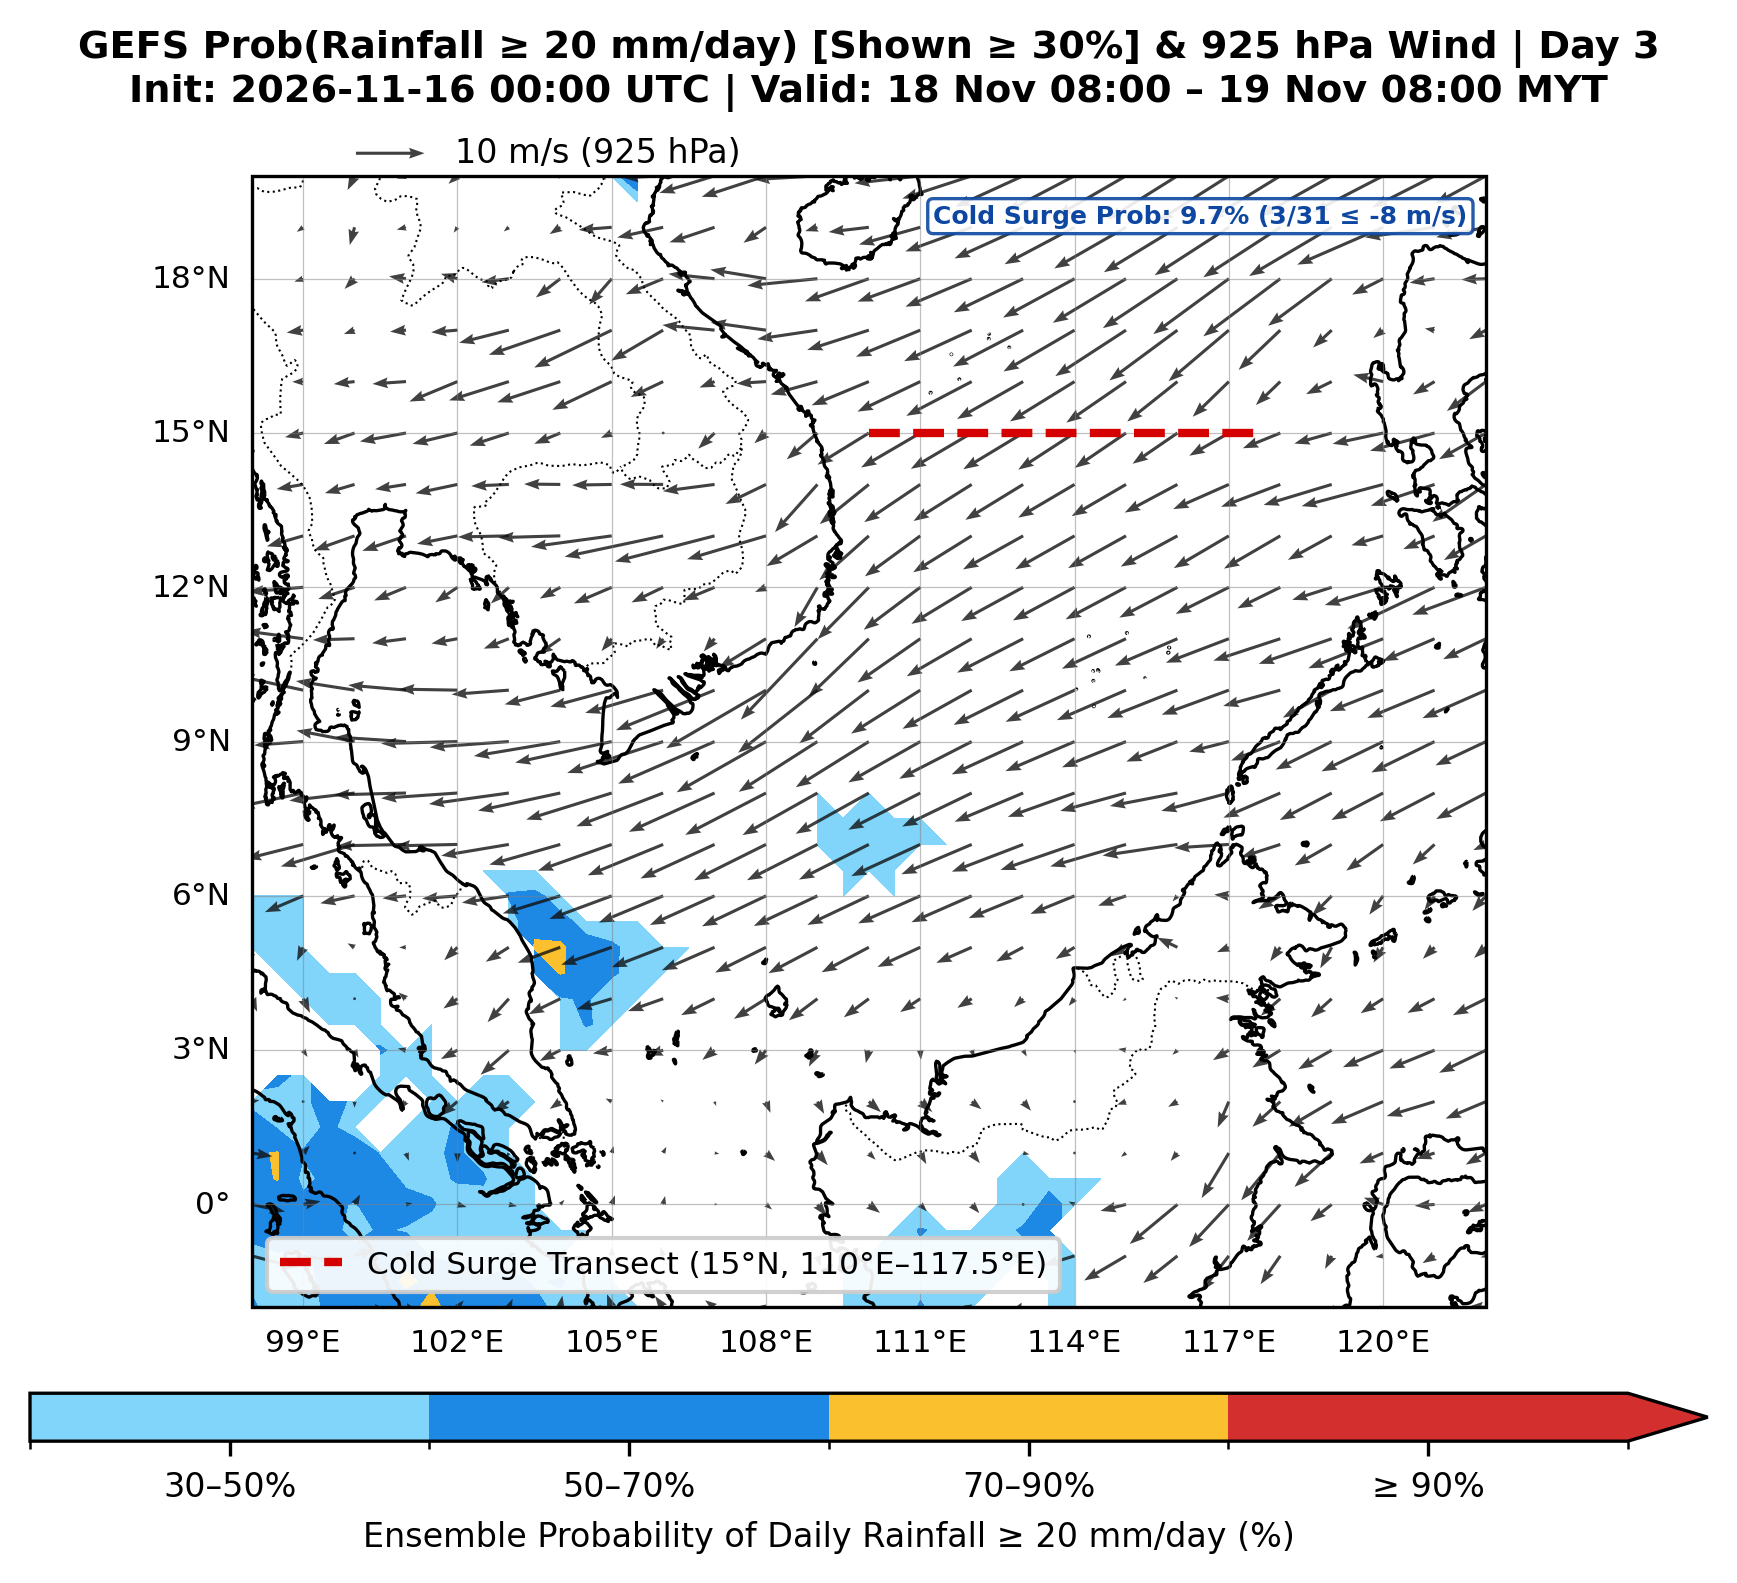 GEFS Prob(Rainfall ≥ 20 mm/day) [Shown ≥ 30%] & 925 hPa Wind | Day 3
Init: 2026-11-16 00:00 UTC | Valid: 18 Nov 08:00 – 19 Nov 08:00 MYT
10 m/s (925 hPa)
Cold Surge Prob: 9.7% (3/31 ≤ -8 m/s)
18°N
15°N
12°N
9°N
6°N
3°N
0°
Cold Surge Transect (15°N, 110°E–117.5°E)
99°E 102°E 105°E 108°E 111°E 114°E 117°E 120°E
30–50% 50–70% 70–90% ≥ 90%
Ensemble Probability of Daily Rainfall ≥ 20 mm/day (%)